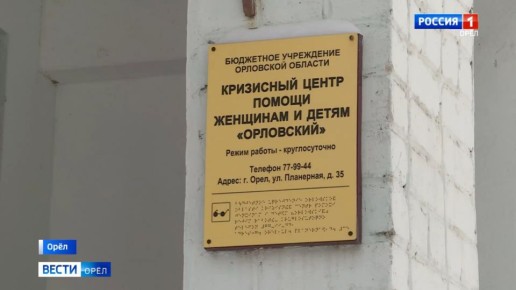 РОССИЯ 1
ОРЁЛ
БЮДЖЕТНОЕ УЧРЕЖДЕНИЕ
ОРЛОВСКОЙ ОБЛАСТИ
КРИЗИСНЫЙ ЦЕНТР
ПОМОЩИ
ЖЕНЩИНАМ И ДЕТЯМ
«ОРЛОВСКИЙ»
Режим работы - круглосуточно
Телефон 77-99-44
Адрес: г. Орел, ул. Планерная, д. 35
Орёл
ВЕСТИ ОРЁЛ